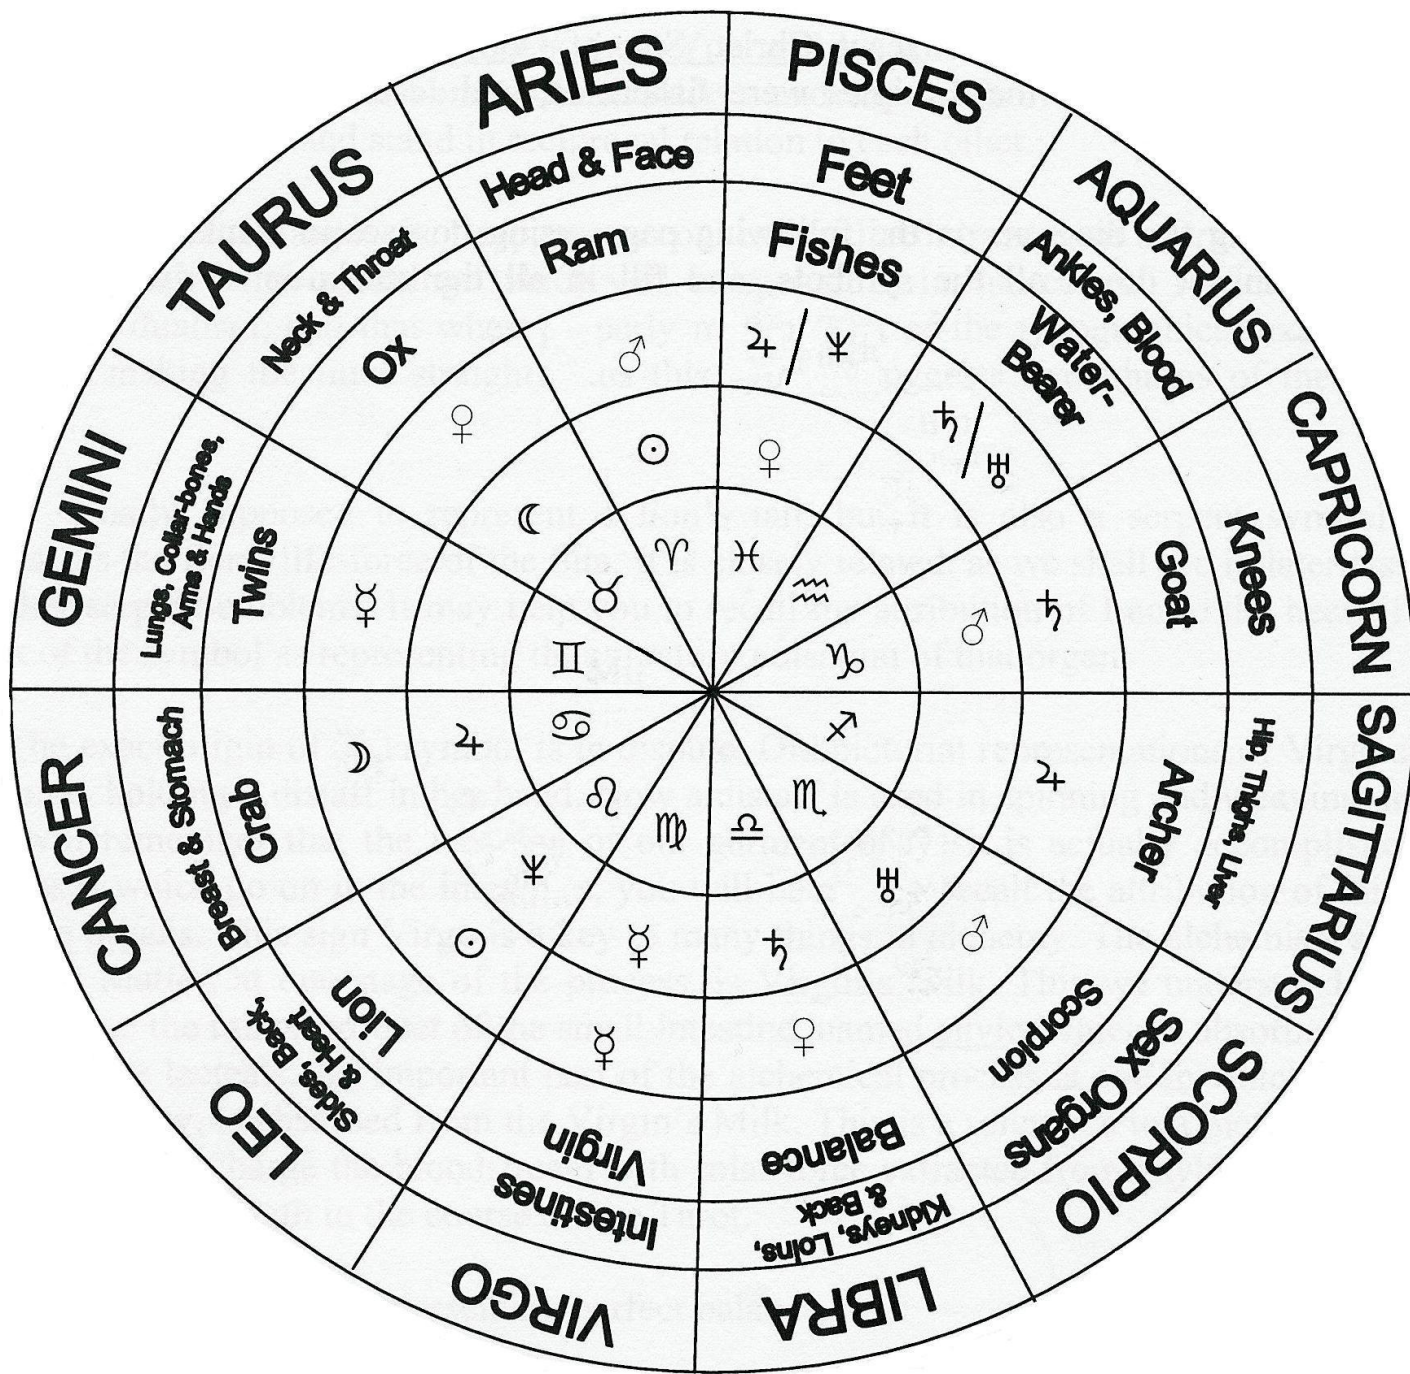 ARIES
Head & Face
Ram
♂
☉
♈
TAURUS
Neck & Throat
Ox
♀
☾
♉
GEMINI
Lungs, Collar-bones,
Arms & Hands
Twins
☿
♊
CANCER
Breast & Stomach
Crab
☽
♃
♋
LEO
Sides, Back,
& Heart
Lion
☉
♆
♌
VIRGO
Intestines
Virgin
☿
☿
♍
LIBRA
Kidneys, Loins,
& Back
Balance
♀
♄
♎
SCORPIO
Sex Organs
Scorpion
♂
♅
♏
SAGITTARIUS
Hip, Thighs, Liver
Archer
♃
♐
CAPRICORN
Knees
Goat
♄
♂
♑
AQUARIUS
Ankles, Blood
Water-
Bearer
♄/♅
♒
PISCES
Feet
Fishes
♃/♆
♀
♓